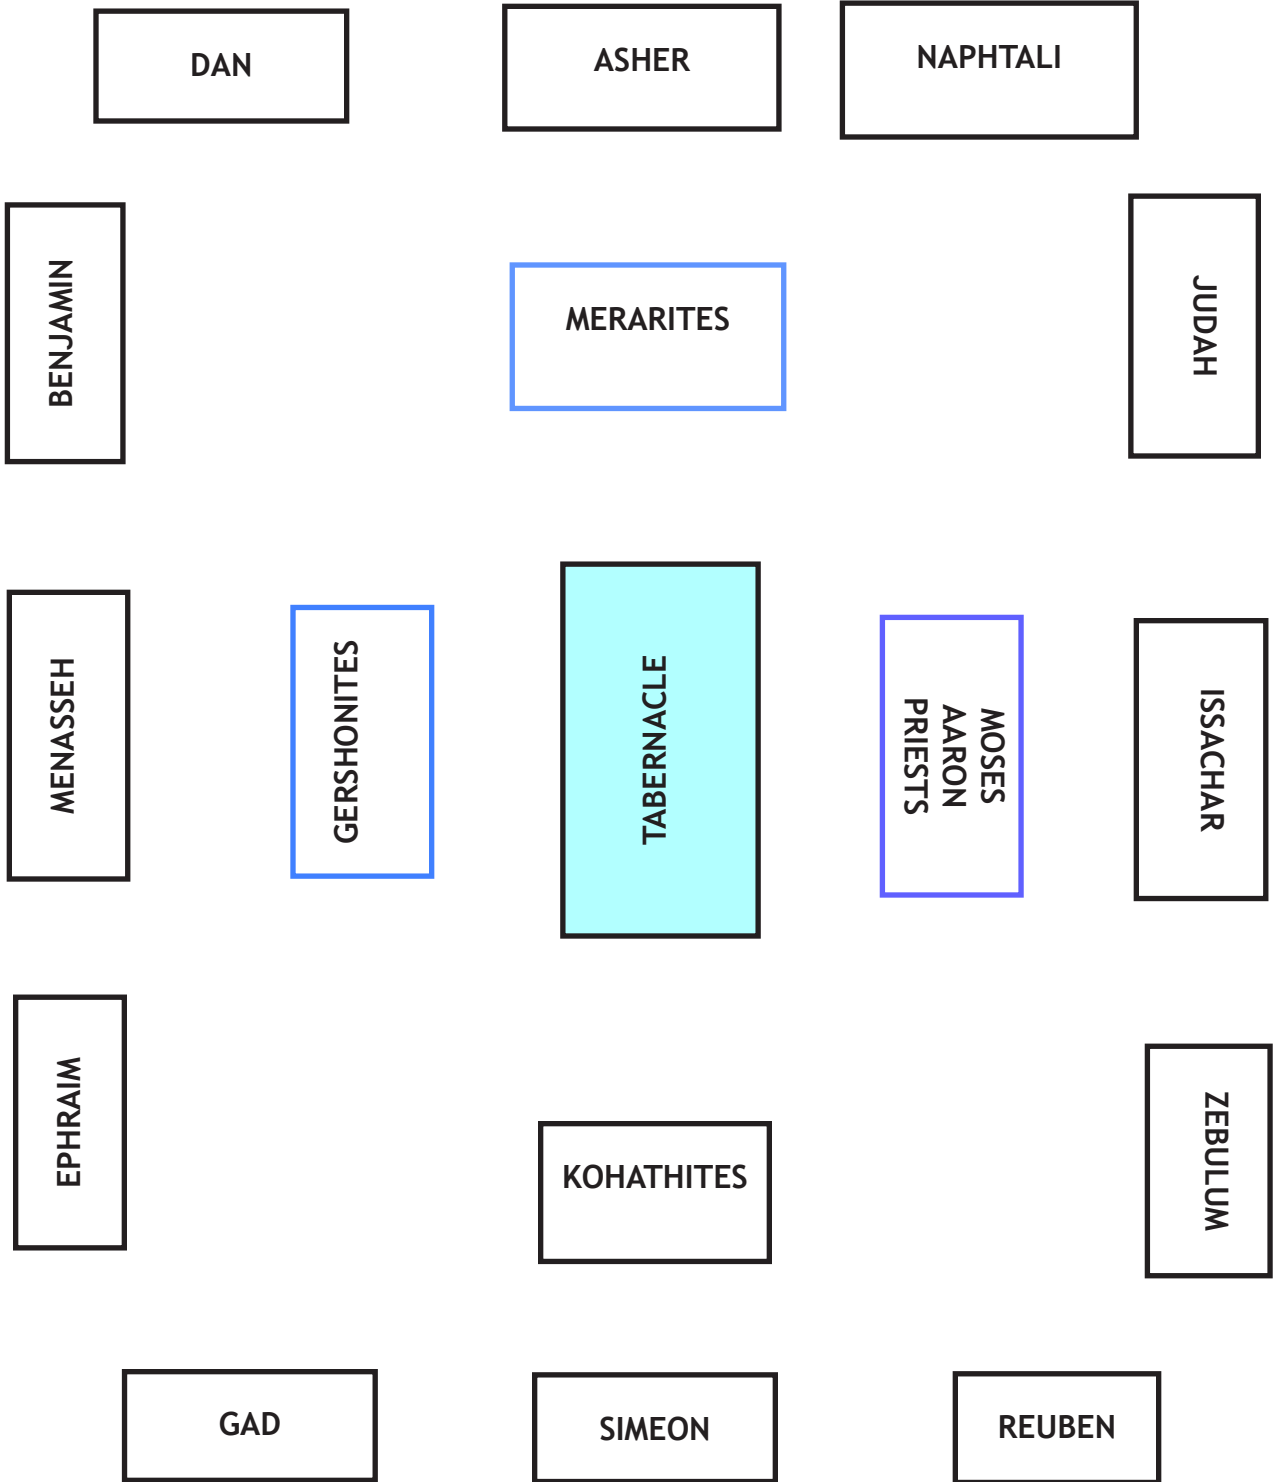 DAN
ASHER
NAPHTALI
BENJAMIN
MERARITES
JUDAH
MENASSEH
GERSHONITES
TABERNACLE
MOSES
AARON
PRIESTS
ISSACHAR
EPHRAIM
KOHATHITES
ZEBULUM
GAD
SIMEON
REUBEN